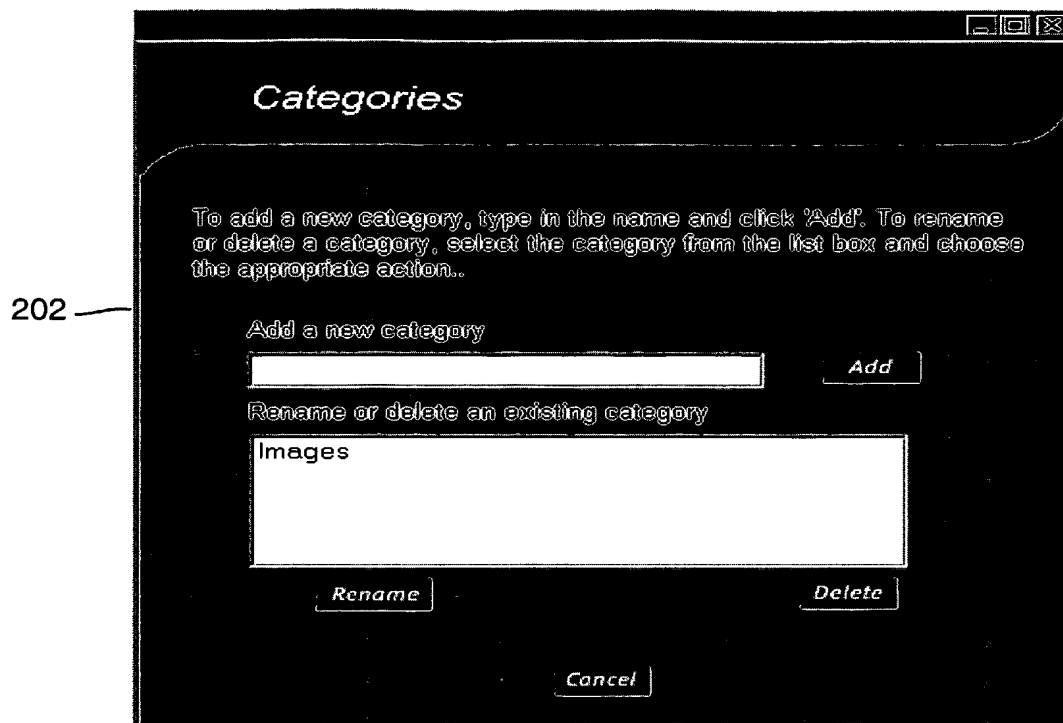 Categories
To add a new category, type in the name and click 'Add'. To rename
or delete a category, select the category from the list box and choose
the appropriate action..
202
Add a new category
Add
Rename or delete an existing category
Images
Rename
Delete
Cancel